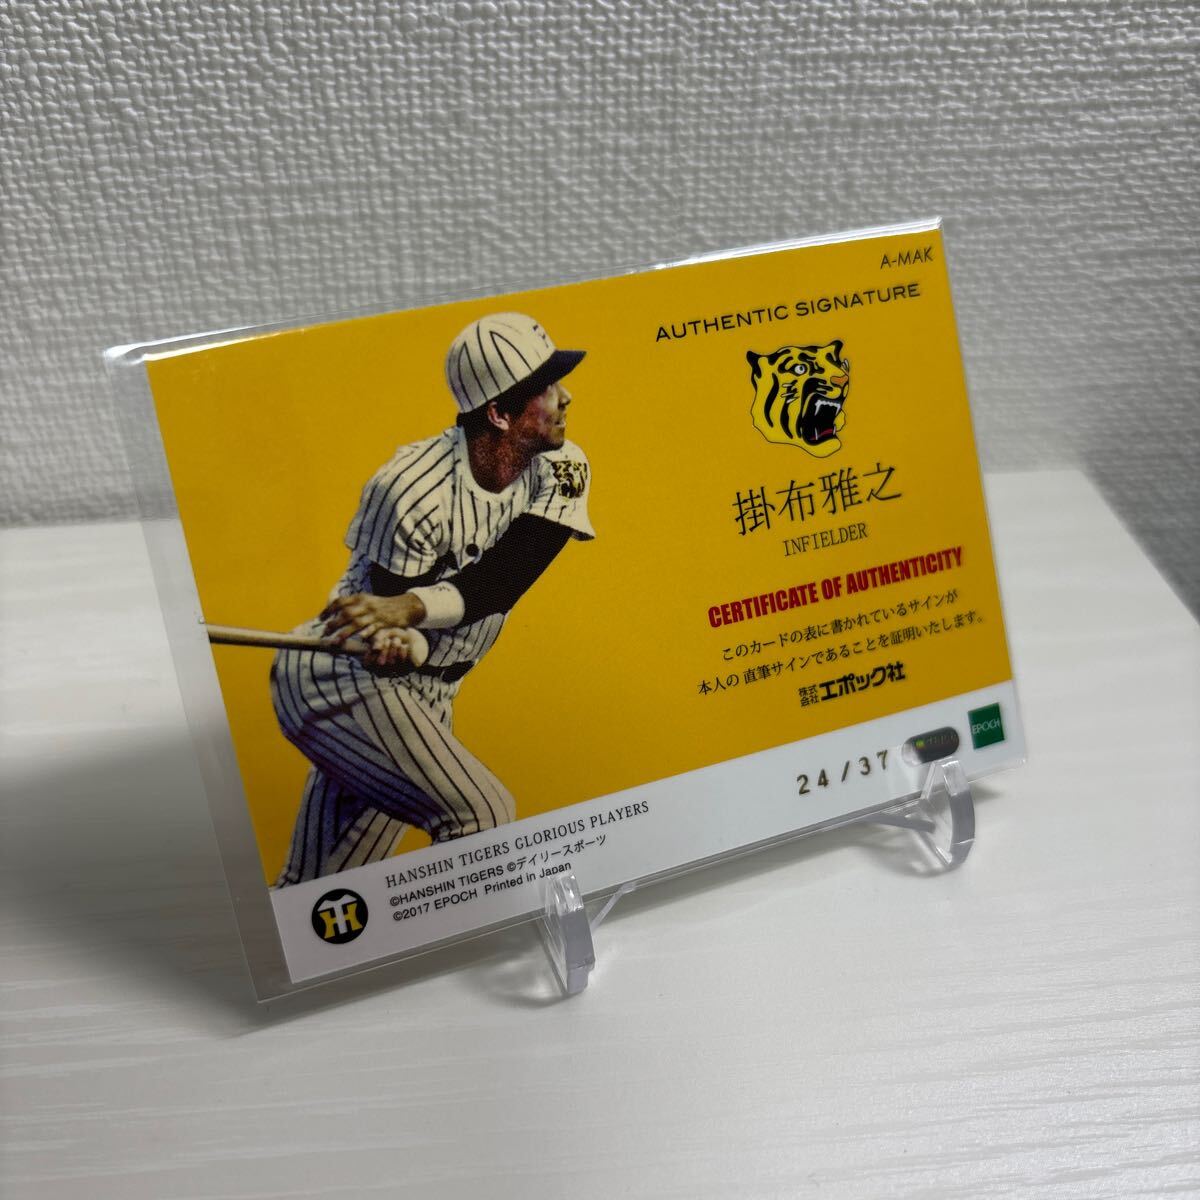 A-MAK
AUTHENTIC SIGNATURE
掛布雅之
INFIELDER
CERTIFICATE OF AUTHENTICITY
このカードの表に書かれているサインが
本人の 直筆サインであることを証明いたします。
株式会社 エポック社
24/37
EPOCH
HANSHIN TIGERS GLORIOUS PLAYERS
©HANSHIN TIGERS ©デイリースポーツ
©2017 EPOCH Printed in Japan